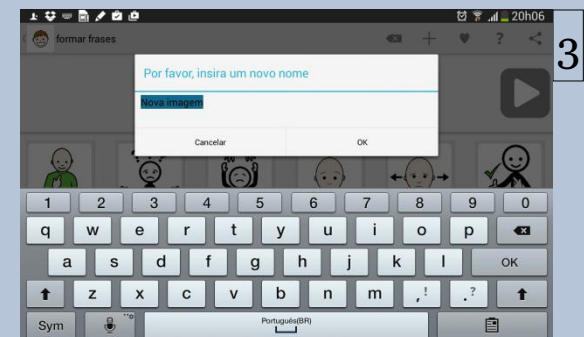 20h06
formar frases
?
3
Por favor, insira um novo nome
Nova imagem
Cancelar OK
1 2 3 4 5 6 7 8 9 0
q w e r t y u i o p
a s d f g h j k l OK
z x c v b n m , ! . ?
Sym Português(BR)